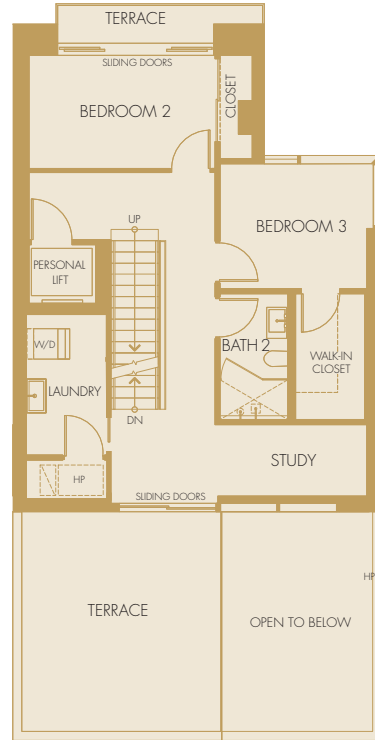 TERRACE
SLIDING DOORS
BEDROOM 2
CLOSET
UP
BEDROOM 3
PERSONAL
LIFT
W/D
BATH 2
WALK-IN
CLOSET
LAUNDRY
DN
STUDY
HP
SLIDING DOORS
HP
TERRACE
OPEN TO BELOW